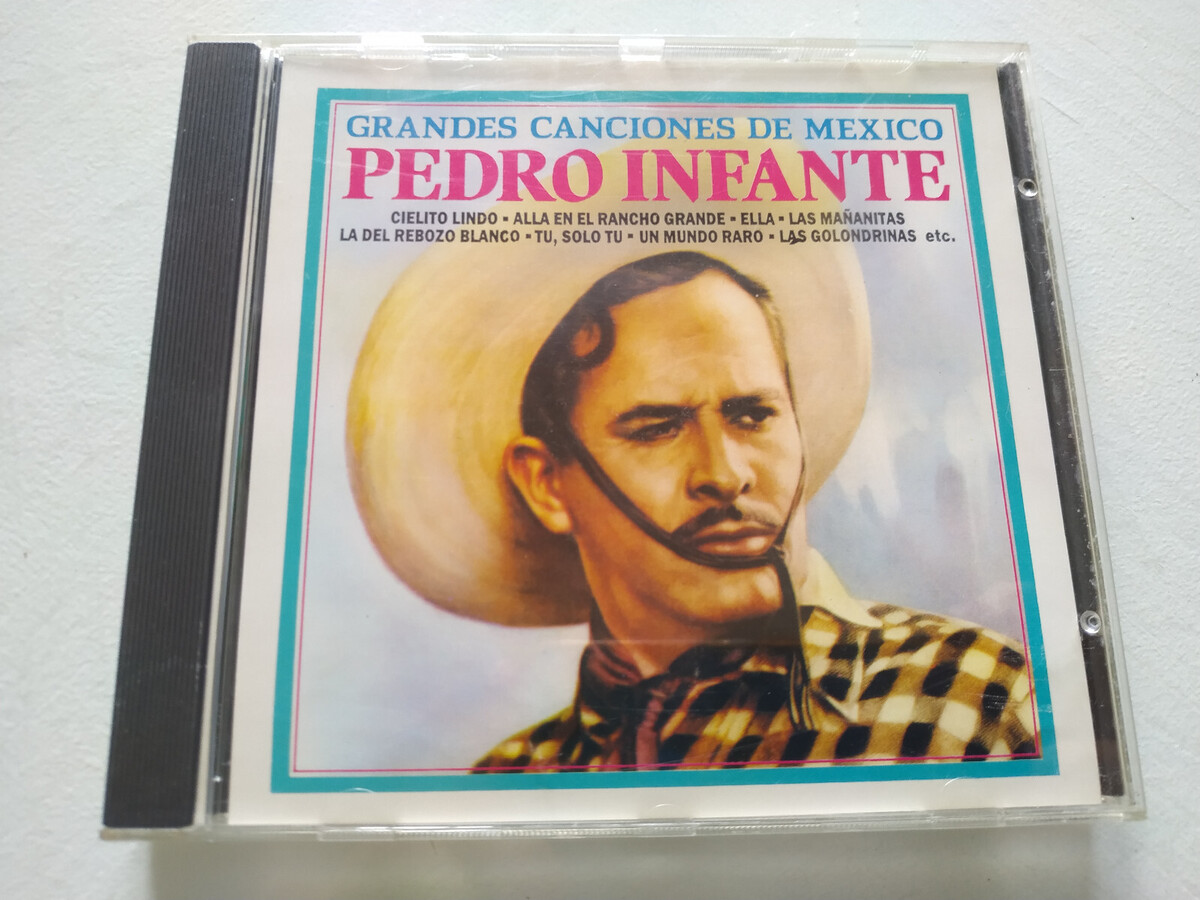 GRANDES CANCIONES DE MEXICO
PEDRO INFANTE
CIELITO LINDO - ALLA EN EL RANCHO GRANDE - ELLA - LAS MAÑANITAS
LA DEL REBOZO BLANCO - TU, SOLO TU - UN MUNDO RARO - LAS GOLONDRINAS etc.